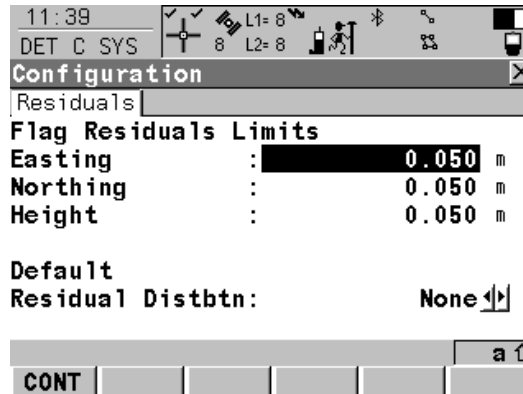 11:39
DET C SYS
8 L1= 8
L2= 8
Configuration X
Residuals
Flag Residuals Limits
Easting : 0.050 m
Northing : 0.050 m
Height : 0.050 m
Default
Residual Distbtn: None
a
CONT